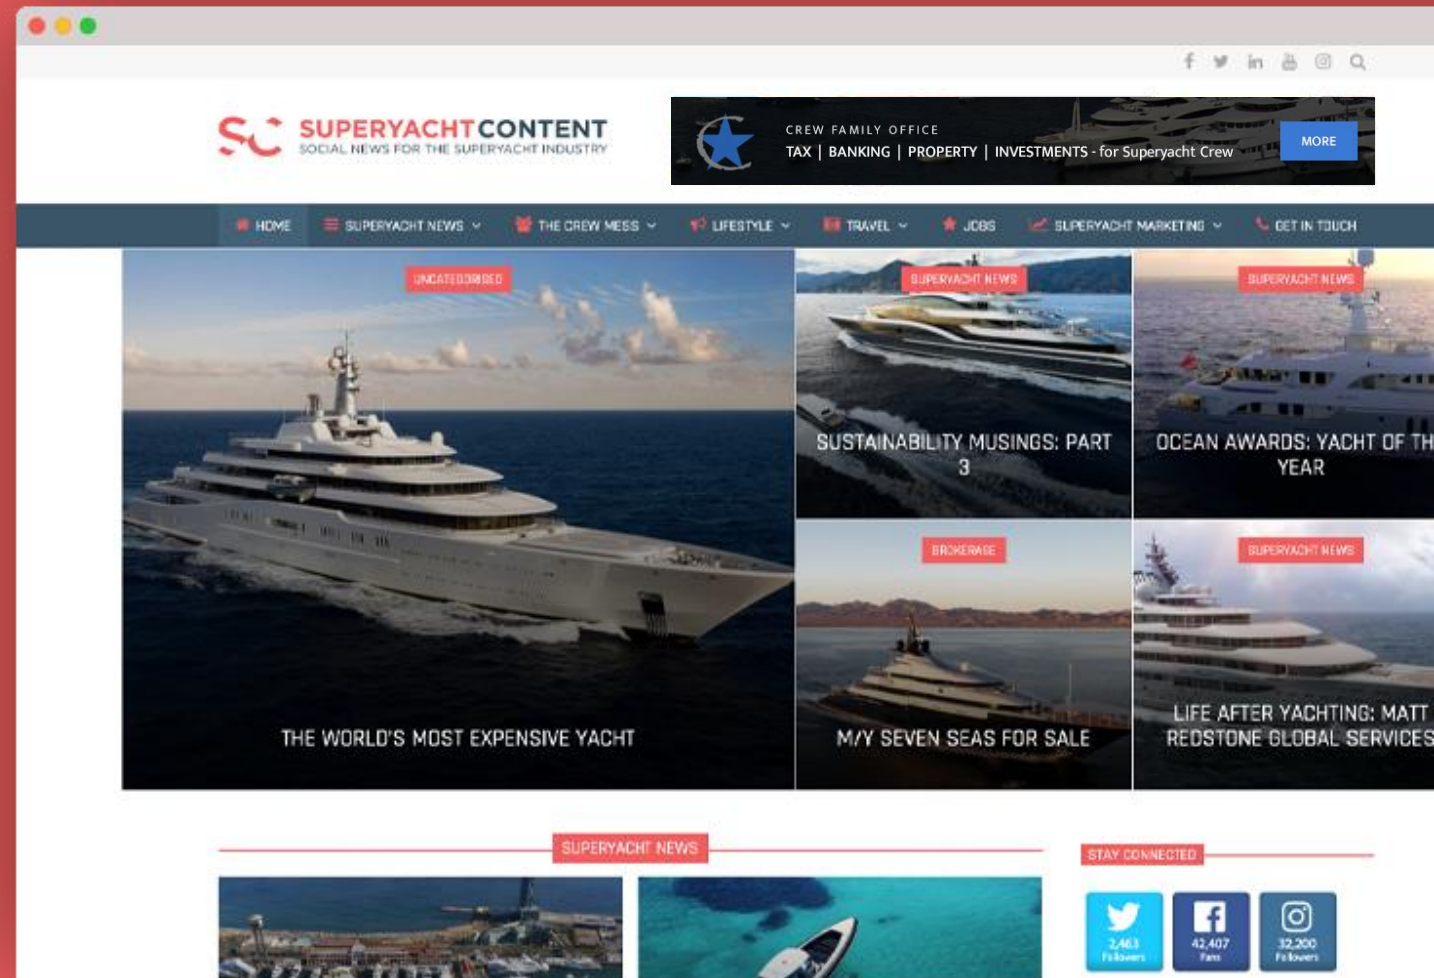 SUPERYACHTCONTENT
SOCIAL NEWS FOR THE SUPERYACHT INDUSTRY
CREW FAMILY OFFICE
TAX | BANKING | PROPERTY | INVESTMENTS - for Superyacht Crew
MORE
HOME
SUPERYACHT NEWS
THE CREW MESS
LIFESTYLE
TRAVEL
JOBS
SUPERYACHT MARKETING
GET IN TOUCH
UNCATEGORISED
THE WORLD'S MOST EXPENSIVE YACHT
SUPERYACHT NEWS
SUSTAINABILITY MUSINGS: PART
3
SUPERYACHT NEWS
OCEAN AWARDS: YACHT OF TH
YEAR
BROKERAGE
M/Y SEVEN SEAS FOR SALE
SUPERYACHT NEWS
LIFE AFTER YACHTING: MATT
REDSTONE GLOBAL SERVICES
SUPERYACHT NEWS
STAY CONNECTED
2,463
Followers
42,407
Fans
32,200
Followers